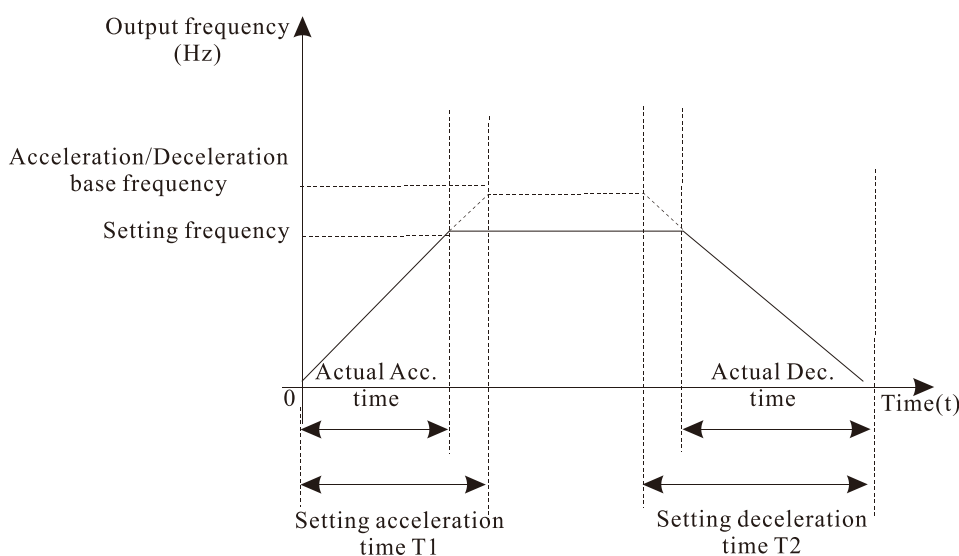 Output frequency
(Hz)
Acceleration/Deceleration
base frequency
Setting frequency
Actual Acc.
time
Actual Dec.
time
0
Time(t)
Setting acceleration
time T1
Setting deceleration
time T2